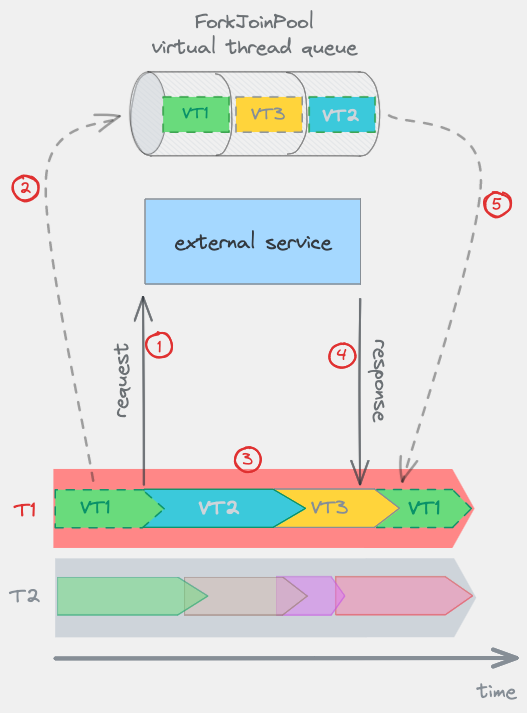 ForkJoinPool
virtual thread queue
VT1 VT3 VT2
2
5
external service
1
4
request
response
3
T1 VT1 VT2 VT3 VT1
T2
time